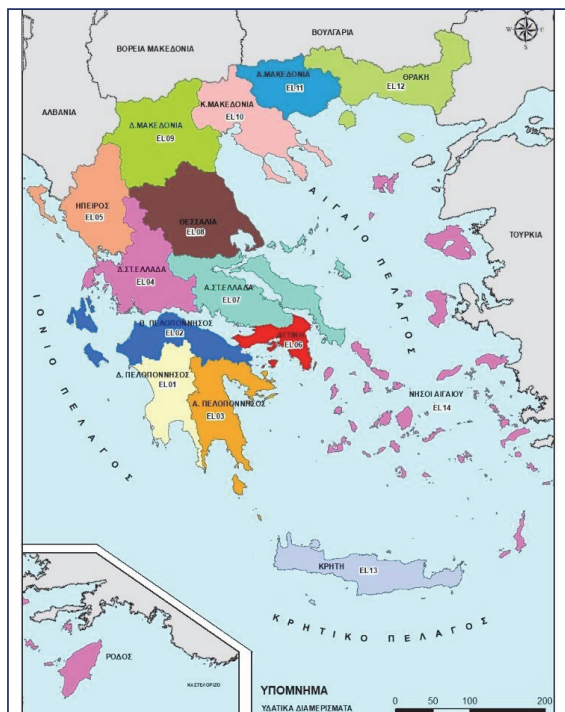 ΒΟΥΛΓΑΡΙΑ
N
W
E
S
ΒΟΡΕΙΑ ΜΑΚΕΔΟΝΙΑ
ΑΛΒΑΝΙΑ
Α.ΜΑΚΕΔΟΝΙΑ
EL11
ΘΡΑΚΗ
EL12
Κ.ΜΑΚΕΔΟΝΙΑ
EL10
Δ.ΜΑΚΕΔΟΝΙΑ
EL09
ΗΠΕΙΡΟΣ
EL05
ΘΕΣΣΑΛΙΑ
EL08
ΑΙΓΑΙΟ ΠΕΛΑΓΟΣ
ΤΟΥΡΚΙΑ
Δ.ΣΤ.ΕΛΛΑΔΑ
EL04
Α.ΣΤ.ΕΛΛΑΔΑ
EL07
ΙΟΝΙΟ ΠΕΛΑΓΟΣ
Β. ΠΕΛΟΠΟΝΝΗΣΟΣ
EL02
ΑΤΤΙΚΗ
EL06
Δ. ΠΕΛΟΠΟΝΝΗΣΟΣ
EL01
Α. ΠΕΛΟΠΟΝΝΗΣΟΣ
EL03
ΝΗΣΟΙ ΑΙΓΑΙΟΥ
EL14
ΚΡΗΤΗ EL13
ΚΡΗΤΙΚΟ ΠΕΛΑΓΟΣ
ΡΟΔΟΣ
ΚΑΣΤΕΛΟΡΙΖΟ
ΥΠΟΜΝΗΜΑ
ΥΔΑΤΙΚΑ ΔΙΑΜΕΡΙΣΜΑΤΑ
0 50 100 200